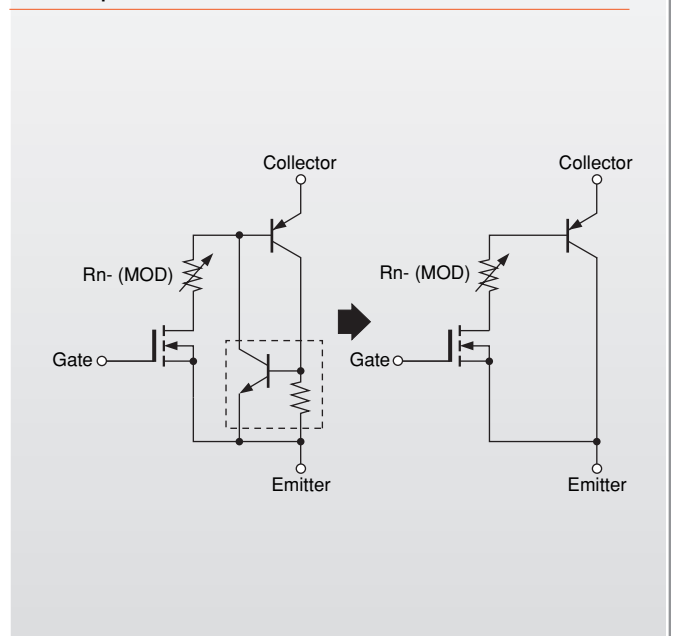 Collector
Rn- (MOD)
Gate
Emitter
Collector
Rn- (MOD)
Gate
Emitter